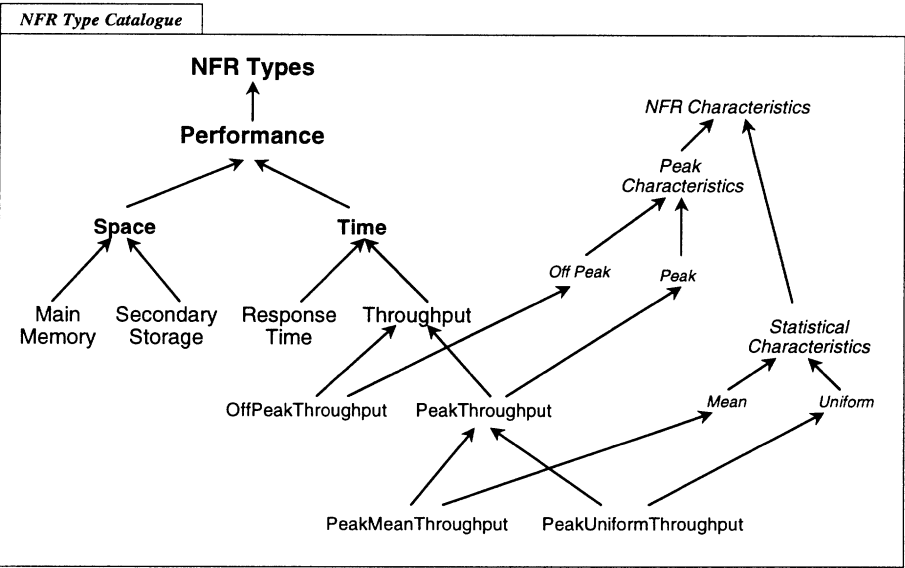 NFR Type Catalogue
NFR Types
NFR Characteristics
Performance
Peak
Characteristics
Space
Time
Off Peak
Peak
Main
Memory
Secondary
Storage
Response
Time
Throughput
Statistical
Characteristics
OffPeakThroughput
PeakThroughput
Mean
Uniform
PeakMeanThroughput
PeakUniformThroughput